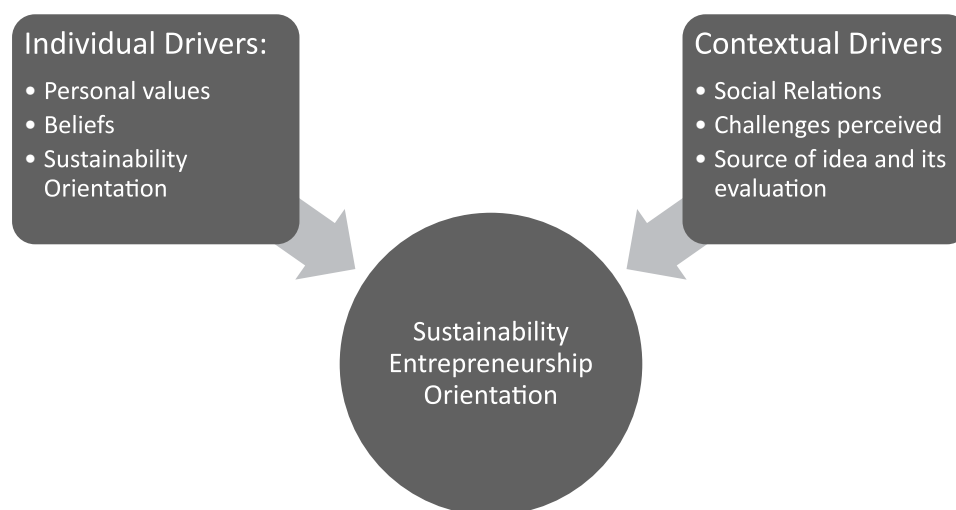 Individual Drivers:
• Personal values
• Beliefs
• Sustainability
Orientation
Contextual Drivers
• Social Relations
• Challenges perceived
• Source of idea and its
evaluation
Sustainability
Entrepreneurship
Orientation